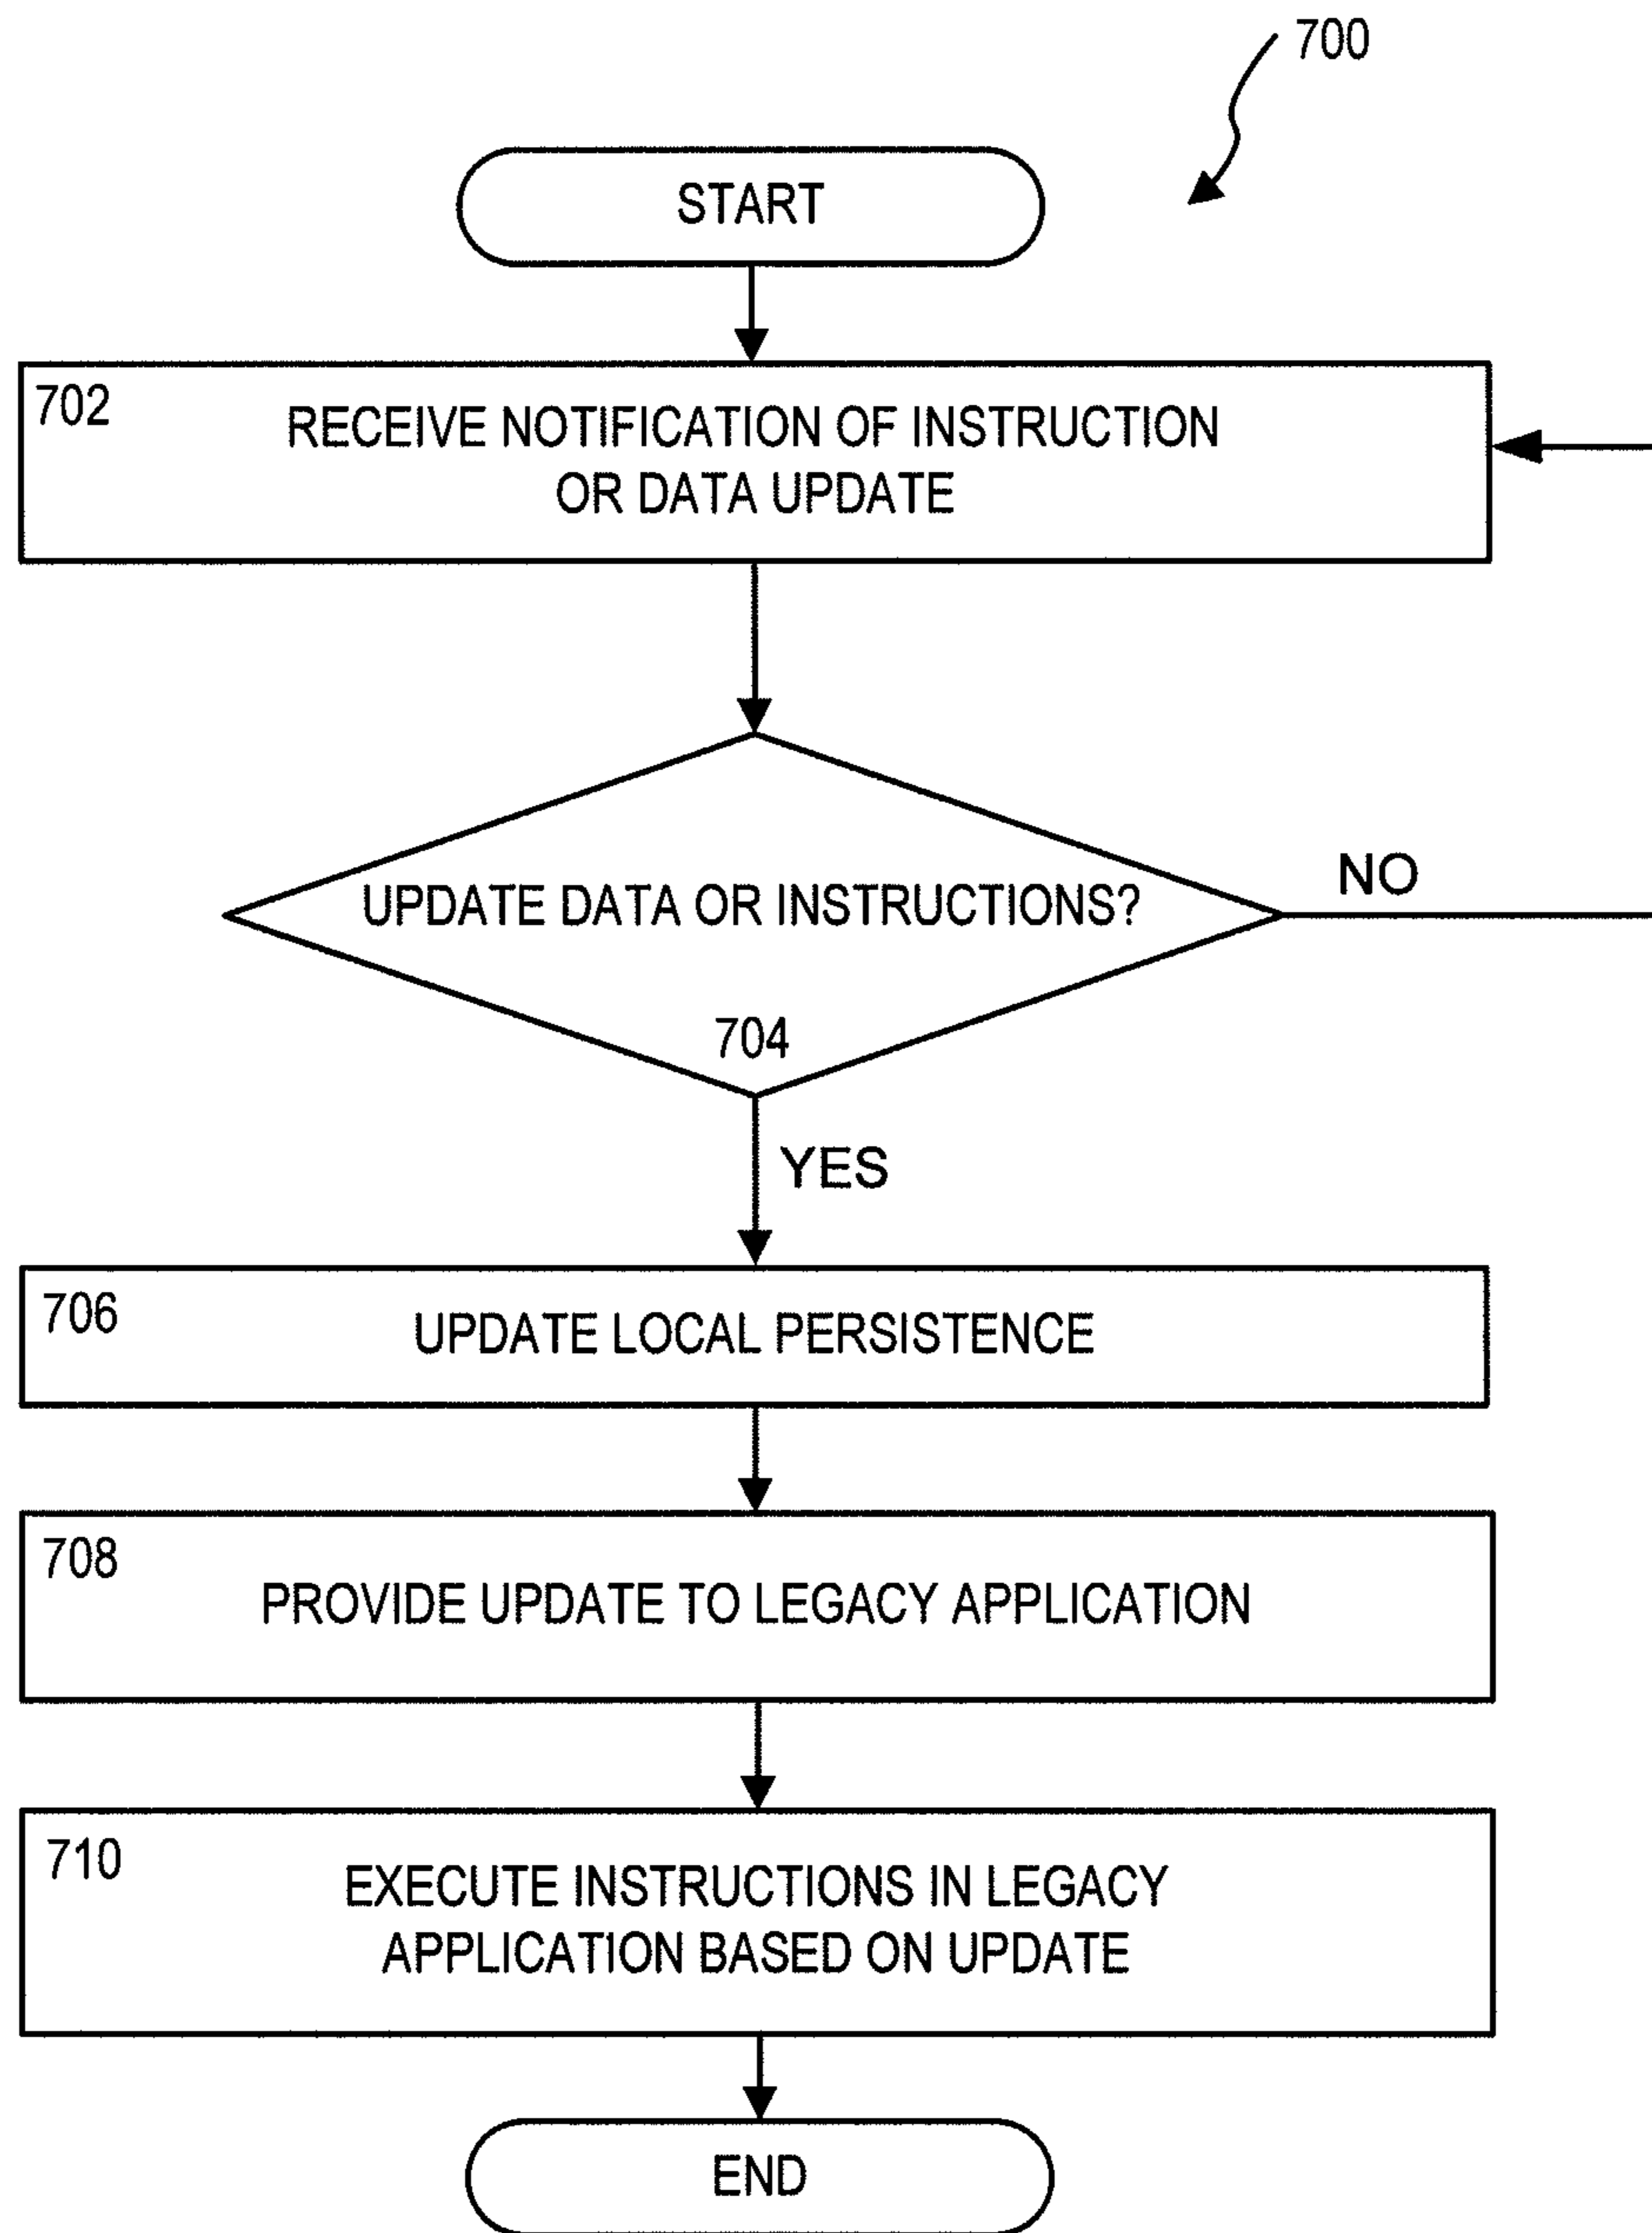 700
START
702
RECEIVE NOTIFICATION OF INSTRUCTION
OR DATA UPDATE
UPDATE DATA OR INSTRUCTIONS?
NO
704
YES
706
UPDATE LOCAL PERSISTENCE
708
PROVIDE UPDATE TO LEGACY APPLICATION
710
EXECUTE INSTRUCTIONS IN LEGACY
APPLICATION BASED ON UPDATE
END